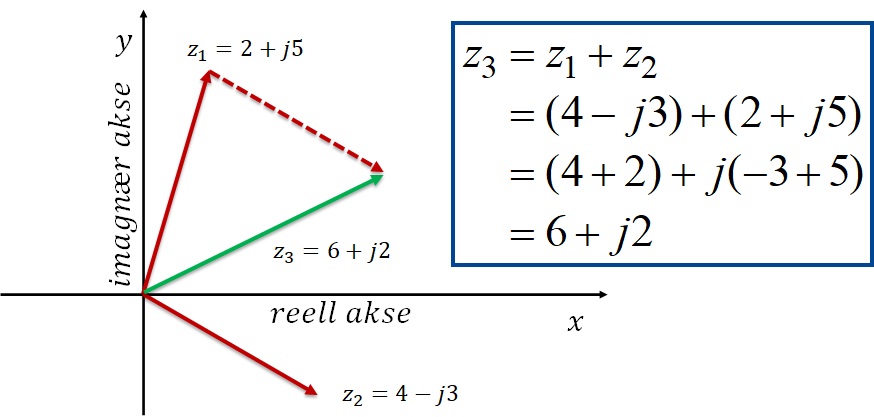 y
imagnær akse
z₁ = 2 + j5
z₃ = 6 + j2
reell akse
x
z₂ = 4 − j3
z₃ = z₁ + z₂
= (4 − j3) + (2 + j5)
= (4 + 2) + j(−3 + 5)
= 6 + j2